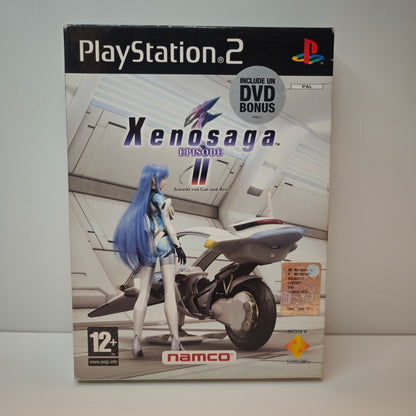 PlayStation®2
INCLUDE UN
DVD
BONUS
PAL
Xenosaga™
EPISODE
II
Jenseits von Gut und Böse
12+
www.pegi.info
namco®
SONY